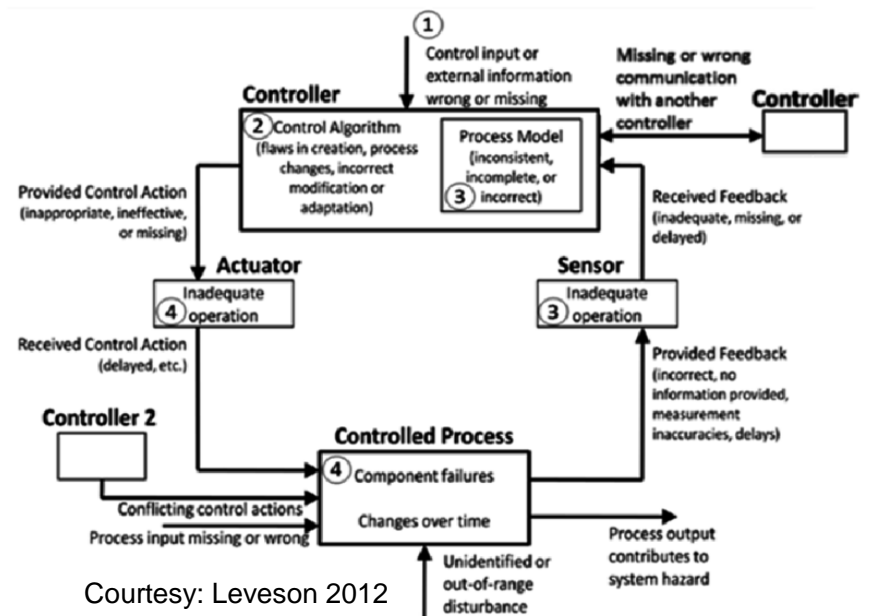 ①
Control input or
external information
wrong or missing
Missing or wrong
communication
with another
controller
Controller
Controller
② Control Algorithm
(flaws in creation, process
changes, incorrect
modification or
adaptation)
Process Model
(inconsistent,
incomplete, or
③ incorrect)
Provided Control Action
(inappropriate, ineffective,
or missing)
Received Feedback
(inadequate, missing, or
delayed)
Actuator
Inadequate
④ operation
Sensor
Inadequate
③ operation
Received Control Action
(delayed, etc.)
Provided Feedback
(incorrect, no
information provided,
measurement
inaccuracies, delays)
Controller 2
Controlled Process
④ Component failures
Changes over time
Conflicting control actions
Process input missing or wrong
Process output
contributes to
system hazard
Unidentified or
out-of-range
disturbance
Courtesy: Leveson 2012